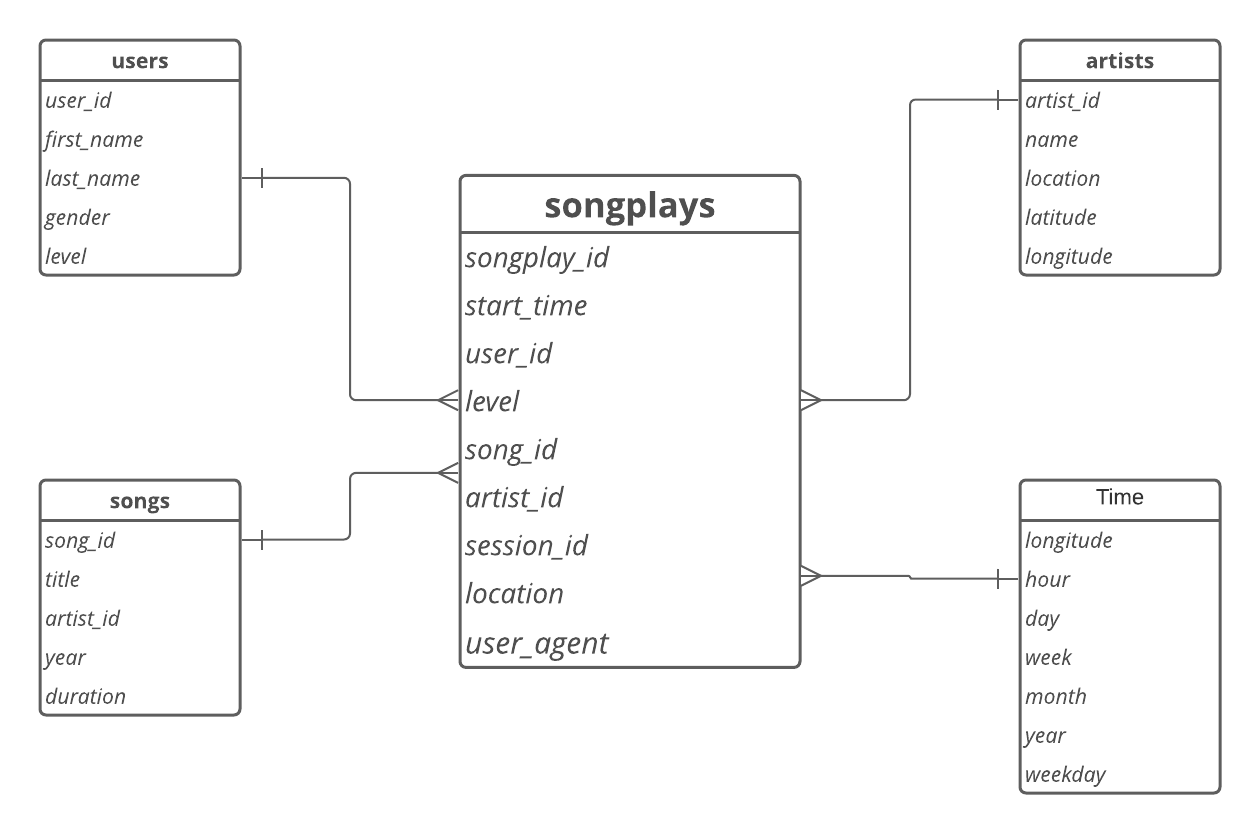 users
user_id
first_name
last_name
gender
level
artists
artist_id
name
location
latitude
longitude
songplays
songplay_id
start_time
user_id
level
song_id
artist_id
session_id
location
user_agent
songs
song_id
title
artist_id
year
duration
Time
longitude
hour
day
week
month
year
weekday